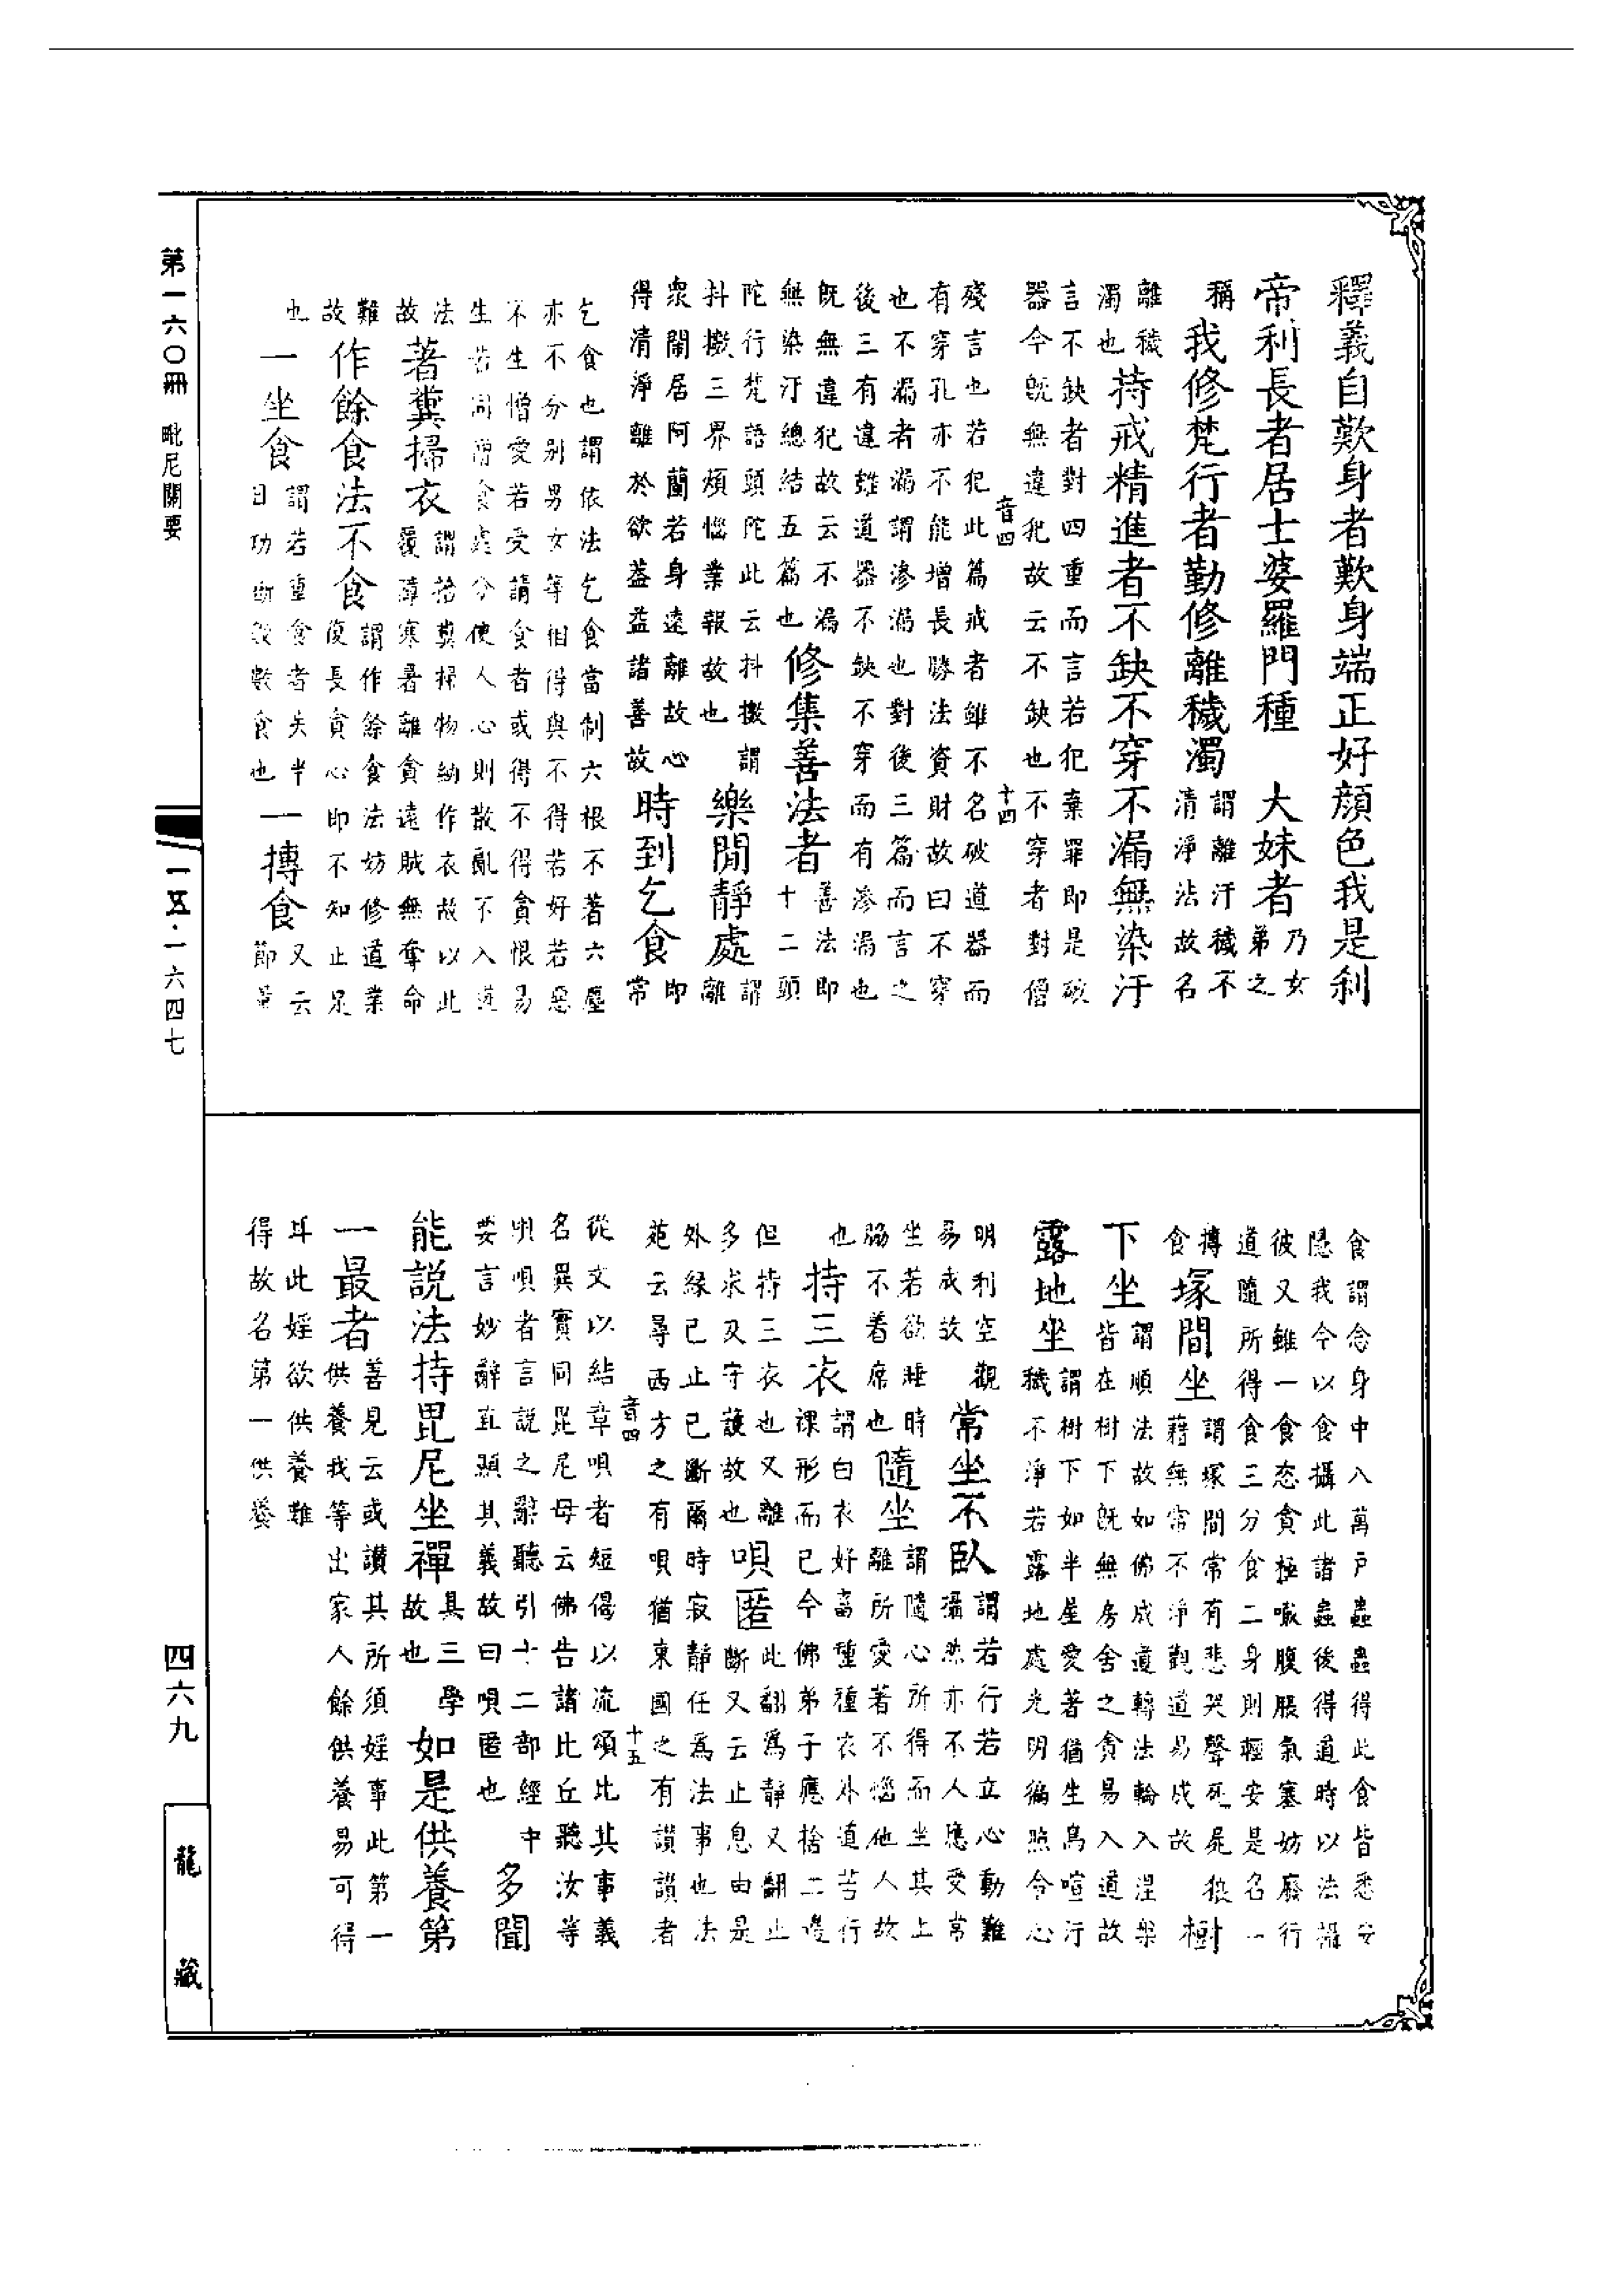 釋義自歎身者歎身端正好顏色我是刹
帝利長者居士婆羅門種　大妹者乃女弟之
稱　我修梵行者勤修離穢濁謂離汙穢不清淨法故名
離穢濁也持戒精進者不缺不穿不漏無染汙
言不缺者對四重而言若犯棄罪即是破
器今既無違犯故云不缺也不穿者對僧
音四
十四
殘言也若犯此篇戒者雖不名破道器而
有穿孔亦不能增長勝法資財故曰不穿
也不漏者漏謂滲漏也對後三篇而言之
後三有違雖道器不缺不穿而有滲漏也
既無違犯故云不漏無染汙總結五篇也修集善法者善法即十二頭
陀行梵語頭陀此云抖擻謂抖擻三界煩惱業報故也樂閒靜處謂離
衆閙居阿蘭若身遠離故心得清淨離於欲蓋益諸善故時到乞食即常
乞食也謂依法乞食當制六根不著六塵
亦不分別男女等相得與不得若好若惡
不生憎愛若受請食者或得不得貪恨易
生若同僧食處分使人心則散亂不入道
法故著糞掃衣謂拾糞掃物納作衣故以此覆障寒暑離貪遠賊無奪命
難故作餘食法不食謂作餘食法妨修道業復長貪心即不知止足
也一坐食謂若重食者失半日功斷數數食也一摶食又云節量
食謂念身中八萬戶蟲蟲得此食皆悉安
隱我今以食攝此諸蟲後得道時以法攝
彼又雖一食恣貪極噉腹脹氣塞妨廢行
道隨所得食三分食二身則輕安是名一
摶食塚間坐謂塚間常有悲哭聲死屍狼藉無常不淨觀道易成故樹
下坐謂順法故如佛成道轉法輪入涅槃皆在樹下既無房舍之貪易入道故
露地坐謂樹下如半屋愛著猶生鳥喧汙穢不淨若露地處光明徧照令心
明利空觀易成故常坐不臥謂若行若立心動難攝然亦不人應受常
坐若欲睡時脇不着席也隨坐謂隨心所得而坐其上離所愛著不惱他人故
也持三衣謂白衣好畜種種衣外道苦行裸形而已今佛弟子應捨二邊
但持三衣也又離多求及守護故也唄匿此翻爲靜又翻止斷又云止息由是
外緣已止已斷爾時寂靜任爲法事也法
苑云尋西方之有唄猶東國之有讚讚者
音四
十五
從文以結章唄者短偈以流頌比其事義
名異實同毘尼母云佛告諸比丘聽汝等
唄唄者言說之辭聽引十二部經中要言妙辭直顯其義故曰唄匿也多聞
能說法持毘尼坐禪具三學故也如是供養第
一最者善見云或讚其所須婬事此第一供養我等出家人餘供養易可得
耳此婬欲供養難得故名第一供養
第一六〇冊　毗尼關要
一五·一六四七
四六九
龍藏